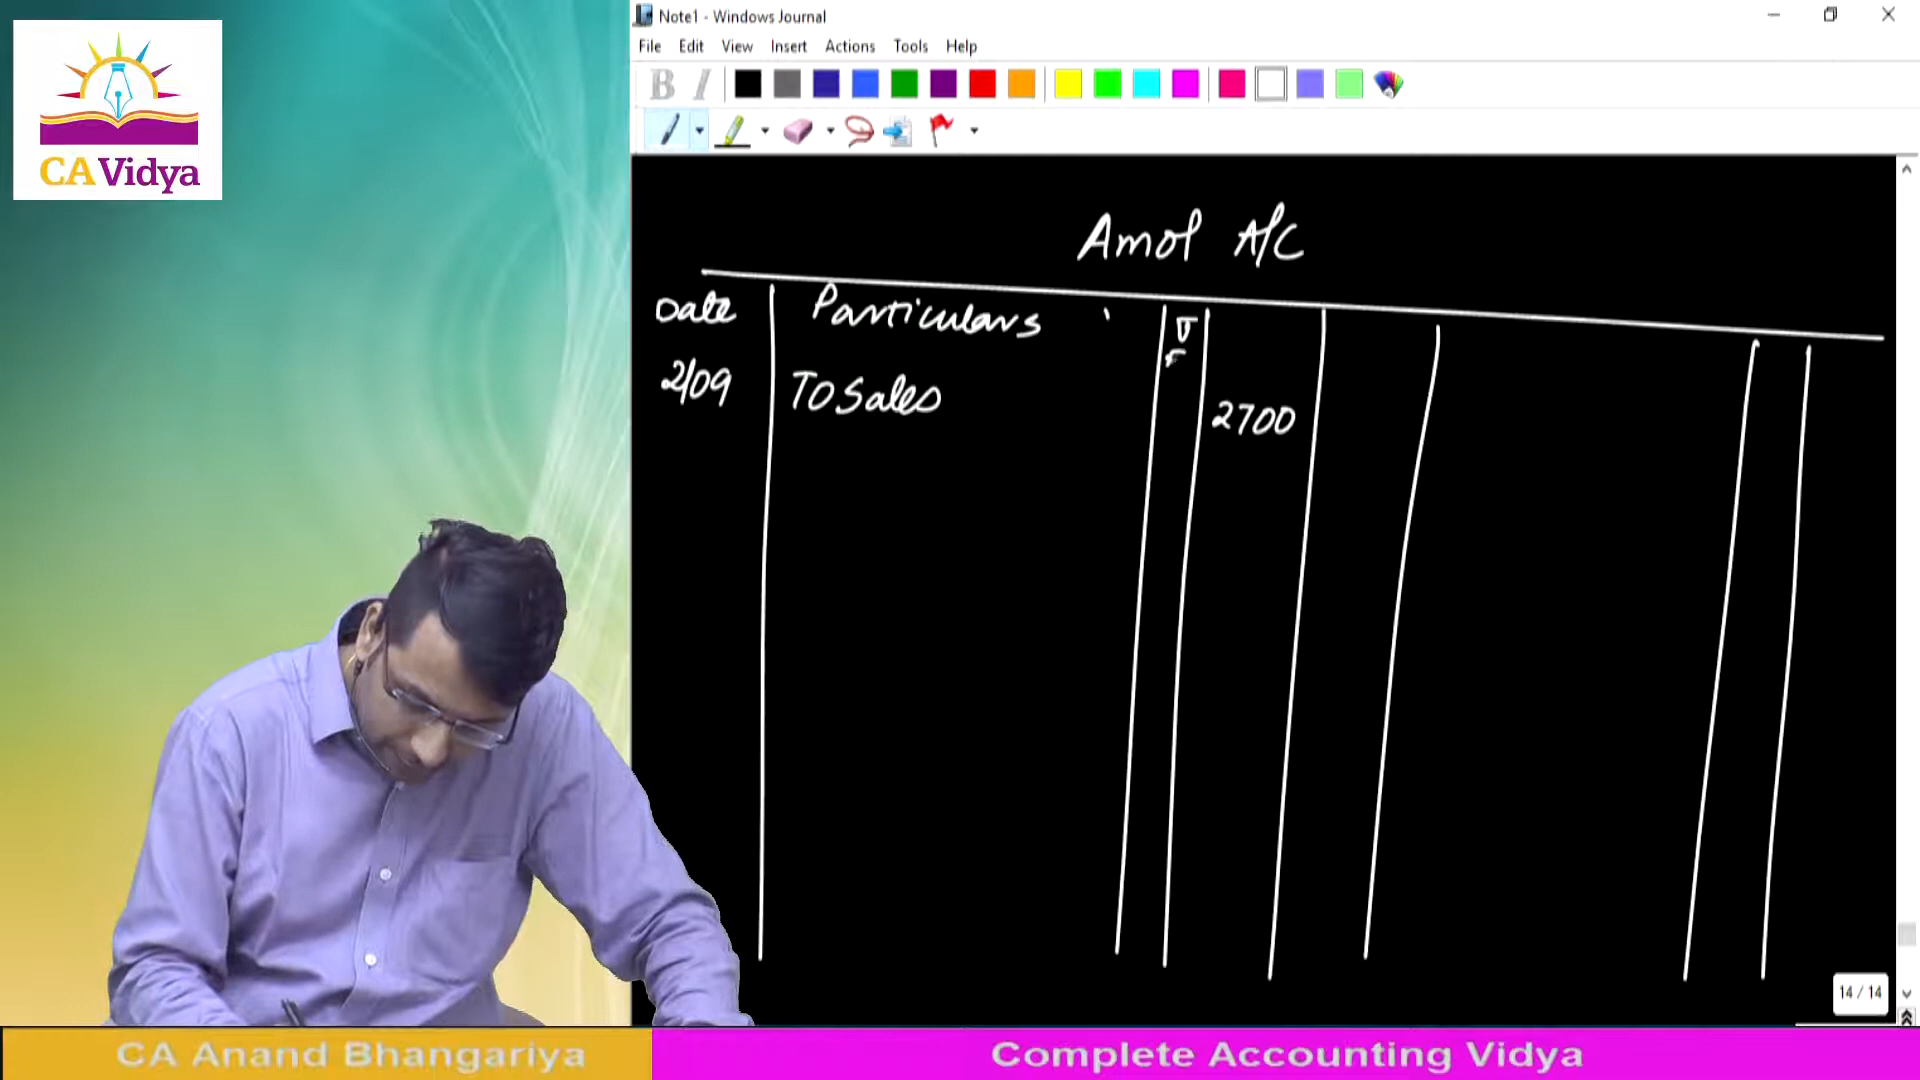 CA Vidya
Note1 - Windows Journal
File Edit View Insert Actions Tools Help
B I
Amol A/C
Date Particulars J F
2/09 To Sales 2700
14 / 14
CA Anand Bhangariya
Complete Accounting Vidya